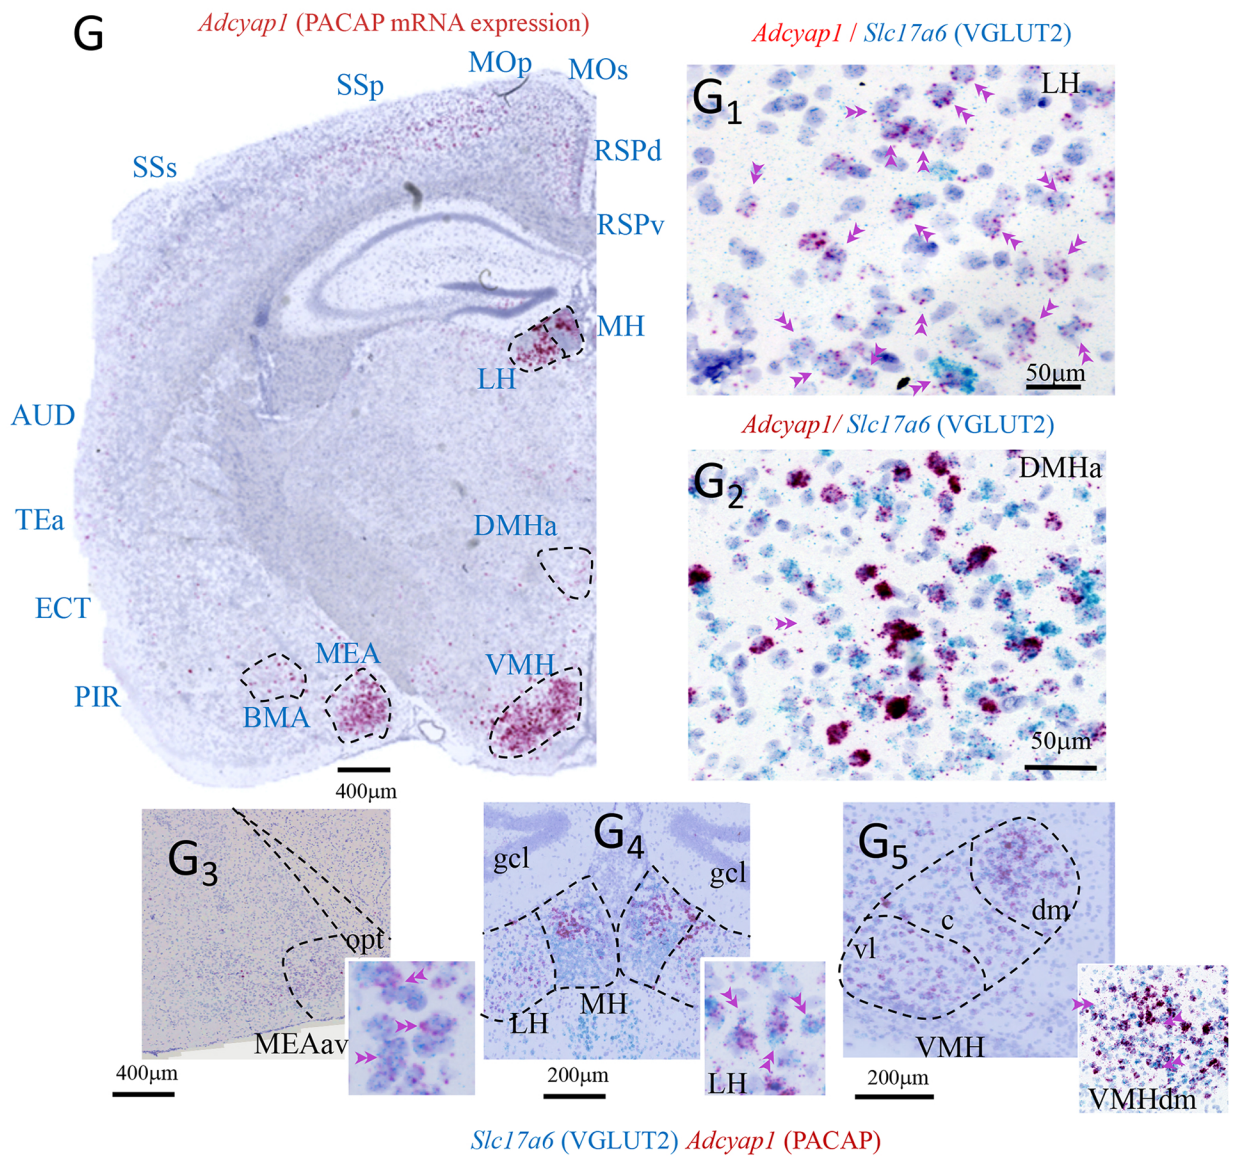 G
Adcyap1 (PACAP mRNA expression)
MOp
MOs
SSp
SSs
RSPd
RSPv
MH
LH
AUD
TEa
DMHa
ECT
MEA
VMH
PIR
BMA
400µm
Adcyap1 / Slc17a6 (VGLUT2)
G1
LH
50µm
Adcyap1/ Slc17a6 (VGLUT2)
G2
DMHa
50µm
G3
opt
MEAav
400µm
G4
gcl
gcl
MH
LH
LH
200µm
G5
dm
c
vl
VMH
VMHdm
200µm
Slc17a6 (VGLUT2) Adcyap1 (PACAP)